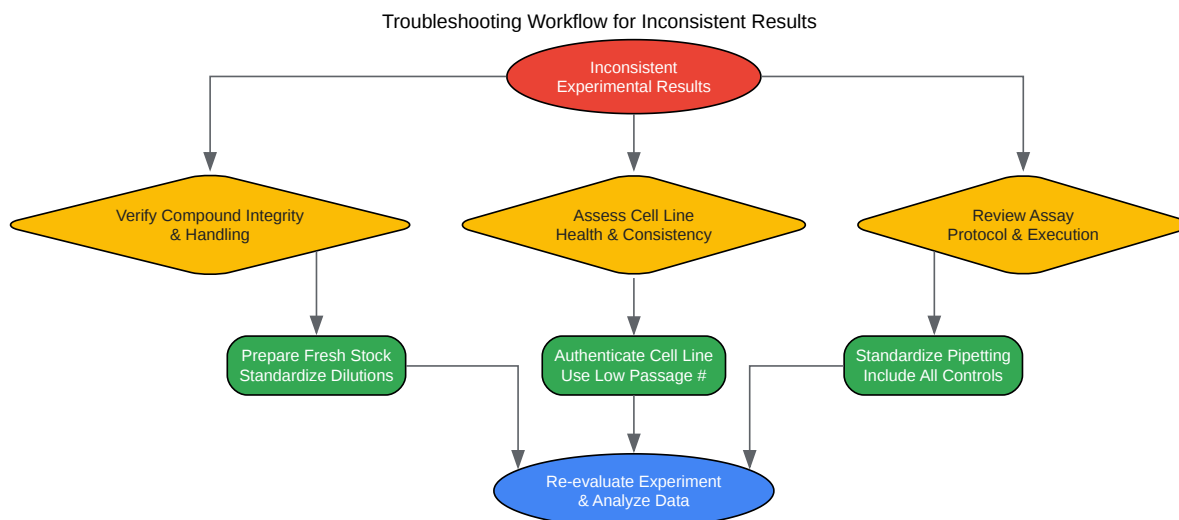 Troubleshooting Workflow for Inconsistent Results
Inconsistent
Experimental Results
Verify Compound Integrity
& Handling
Assess Cell Line
Health & Consistency
Review Assay
Protocol & Execution
Prepare Fresh Stock
Standardize Dilutions
Authenticate Cell Line
Use Low Passage #
Standardize Pipetting
Include All Controls
Re-evaluate Experiment
& Analyze Data